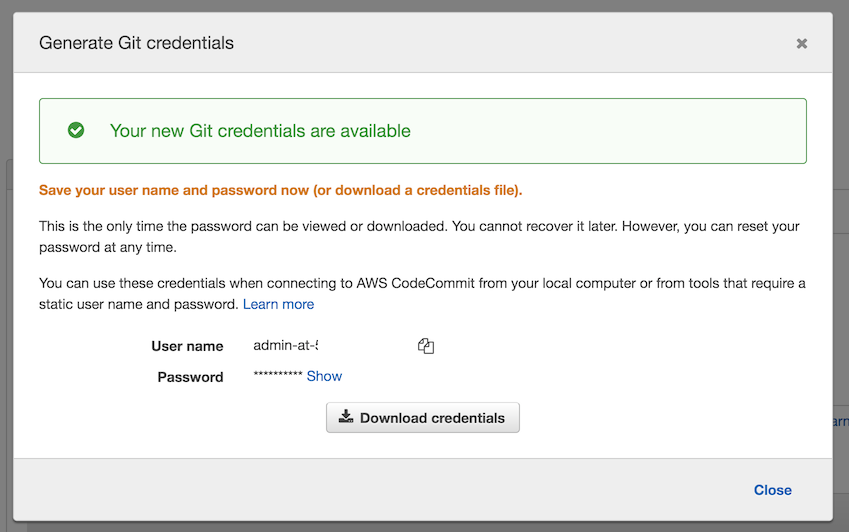 Generate Git credentials
Your new Git credentials are available
Save your user name and password now (or download a credentials file).
This is the only time the password can be viewed or downloaded. You cannot recover it later. However, you can reset your
password at any time.
You can use these credentials when connecting to AWS CodeCommit from your local computer or from tools that require a
static user name and password. Learn more
User name admin-at-
Password ********** Show
Download credentials
Close